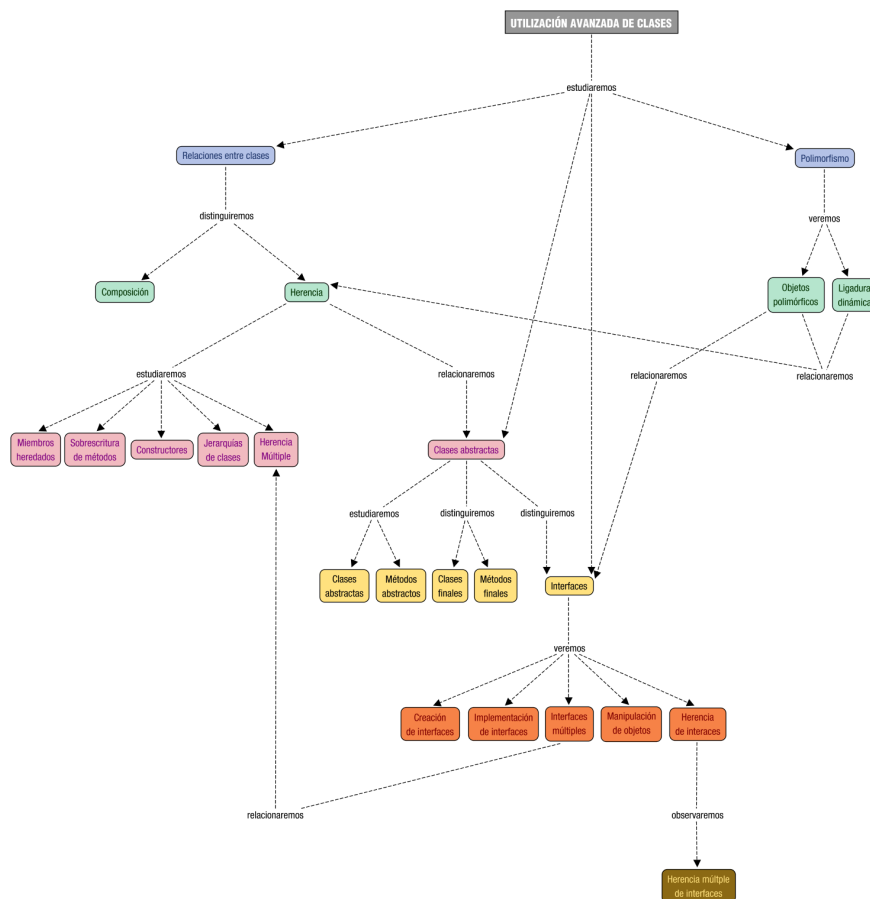 UTILIZACIÓN AVANZADA DE CLASES
estudiaremos
Relaciones entre clases
Polimorfismo
distinguiremos
veremos
Composición
Herencia
Objetos
polimórficos
Ligadura
dinámica
estudiaremos
relacionaremos
relacionaremos
relacionaremos
Miembros
heredados
Sobrescritura
de métodos
Constructores
Jerarquías
de clases
Herencia
Múltiple
Clases abstractas
estudiaremos
distinguiremos
distinguiremos
Clases
abstractas
Métodos
abstractos
Clases
finales
Métodos
finales
Interfaces
veremos
Creación
de interfaces
Implementación
de interfaces
Interfaces
múltiples
Manipulación
de objetos
Herencia
de interaces
relacionaremos
observaremos
Herencia múltple
de interfaces